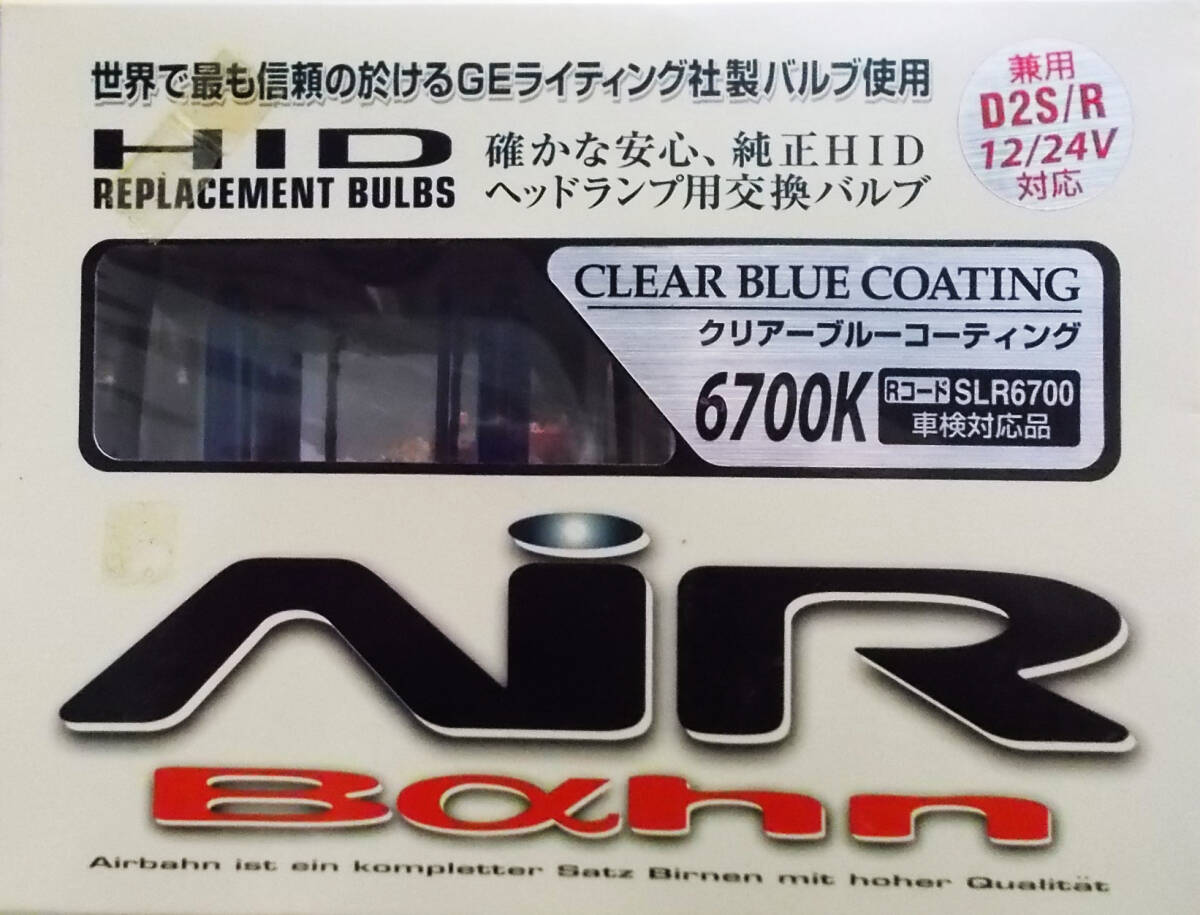 世界で最も信頼の於けるGEライティング社製バルブ使用
HID
REPLACEMENT BULBS
確かな安心、純正HID
ヘッドランプ用交換バルブ
兼用
D2S/R
12/24V
対応
CLEAR BLUE COATING
クリアーブルーコーティング
6700K
Rコード SLR6700
車検対応品
AiR
Bahn
Airbahn ist ein kompletter Satz Birnen mit hoher Qualität